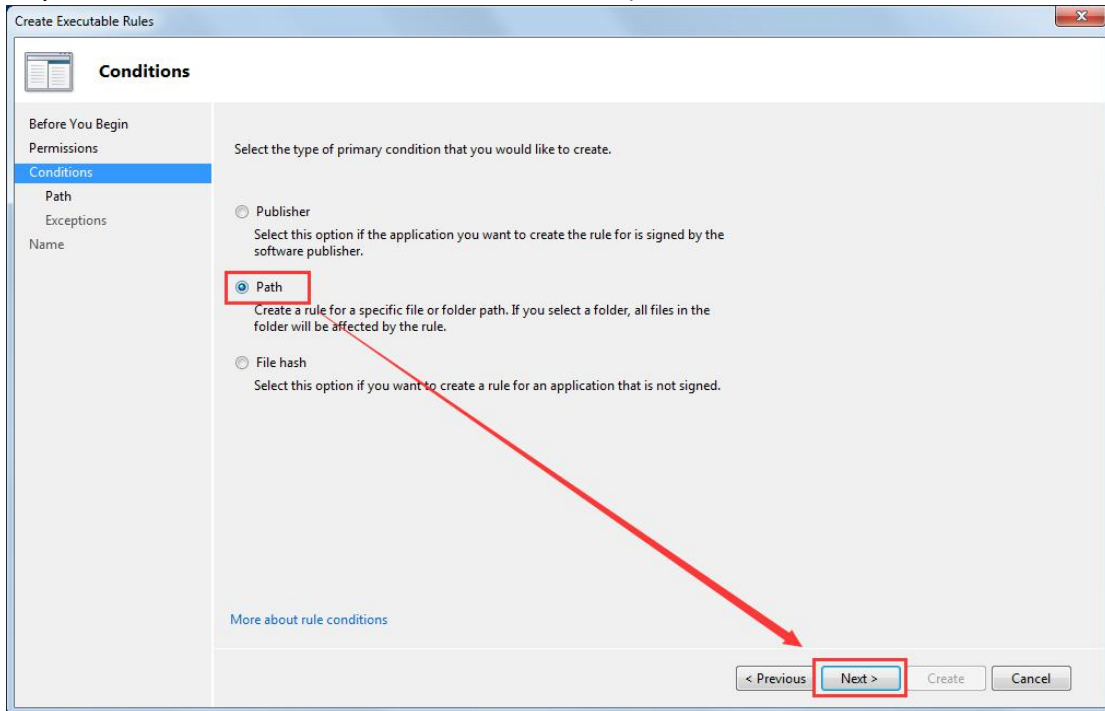 Create Executable Rules
Conditions
Before You Begin
Permissions
Conditions
Path
Exceptions
Name
Select the type of primary condition that you would like to create.
Publisher
Select this option if the application you want to create the rule for is signed by the
software publisher.
Path
Create a rule for a specific file or folder path. If you select a folder, all files in the
folder will be affected by the rule.
File hash
Select this option if you want to create a rule for an application that is not signed.
More about rule conditions
< Previous Next > Create Cancel